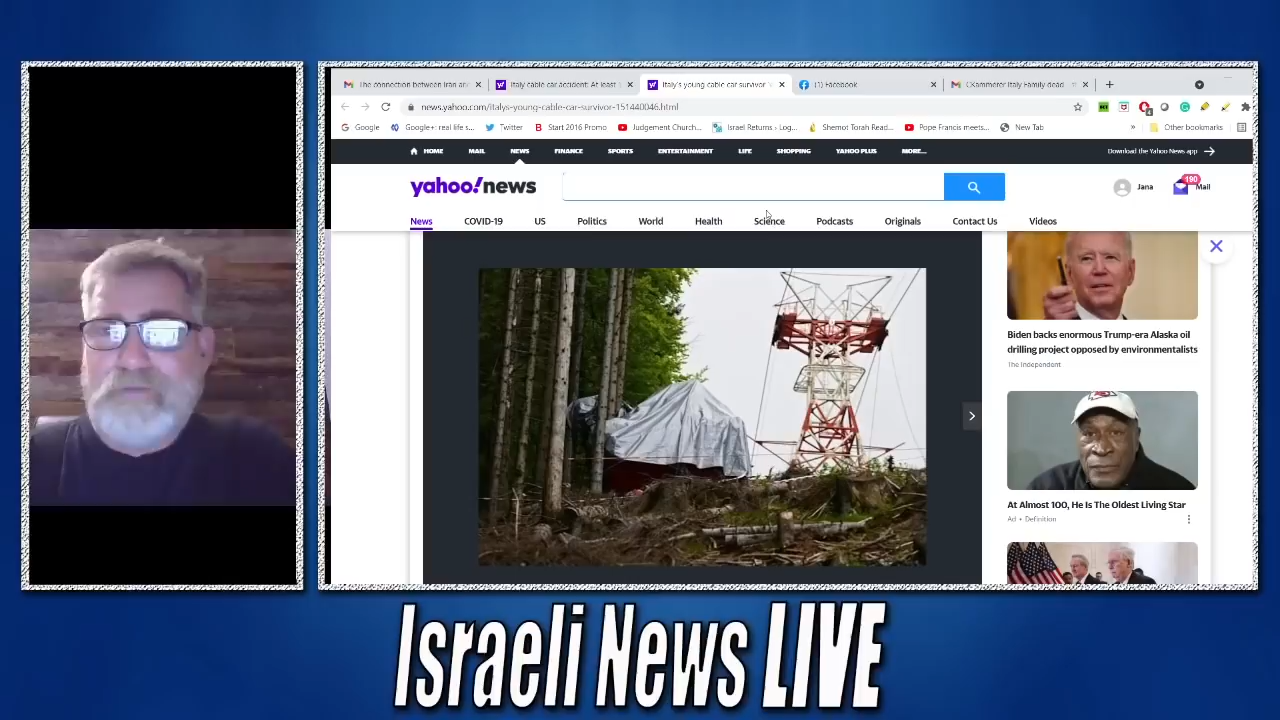 The connection between Iran an
Italy cable car accident: At least
Italy's young cable car survivor
(1) Facebook
CKammerer Italy Family dead
news.yahoo.com/italys-young-cable-car-survivor-151440046.html
Google
Google+: real life s...
Twitter
Start 2016 Promo
Judgement Church...
Israel Returns › Log...
Shemot Torah Read...
Pope Francis meets...
New Tab
»
Other bookmarks
HOME
MAIL
NEWS
FINANCE
SPORTS
ENTERTAINMENT
LIFE
SHOPPING
YAHOO PLUS
MORE...
Download the Yahoo News app
yahoo!news
Jana
190
Mail
News
COVID-19
US
Politics
World
Health
Science
Podcasts
Originals
Contact Us
Videos
Biden backs enormous Trump-era Alaska oil
drilling project opposed by environmentalists
The Independent
At Almost 100, He Is The Oldest Living Star
Ad • Definition
Israeli News LIVE